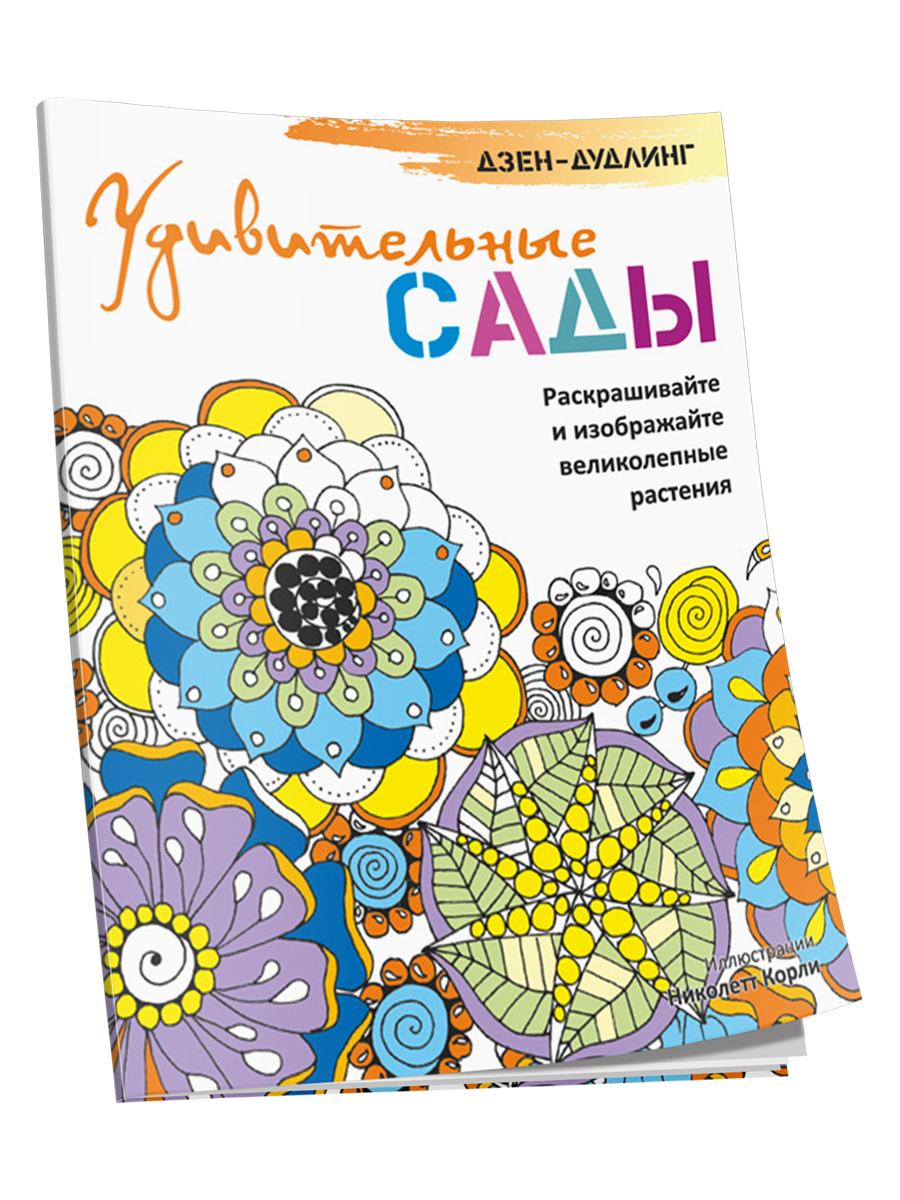 ДЗЕН-ДУДЛИНГ
Удивительные
САДЫ
Раскрашивайте
и изображайте
великолепные
растения
Иллюстрации
Николетт Корли